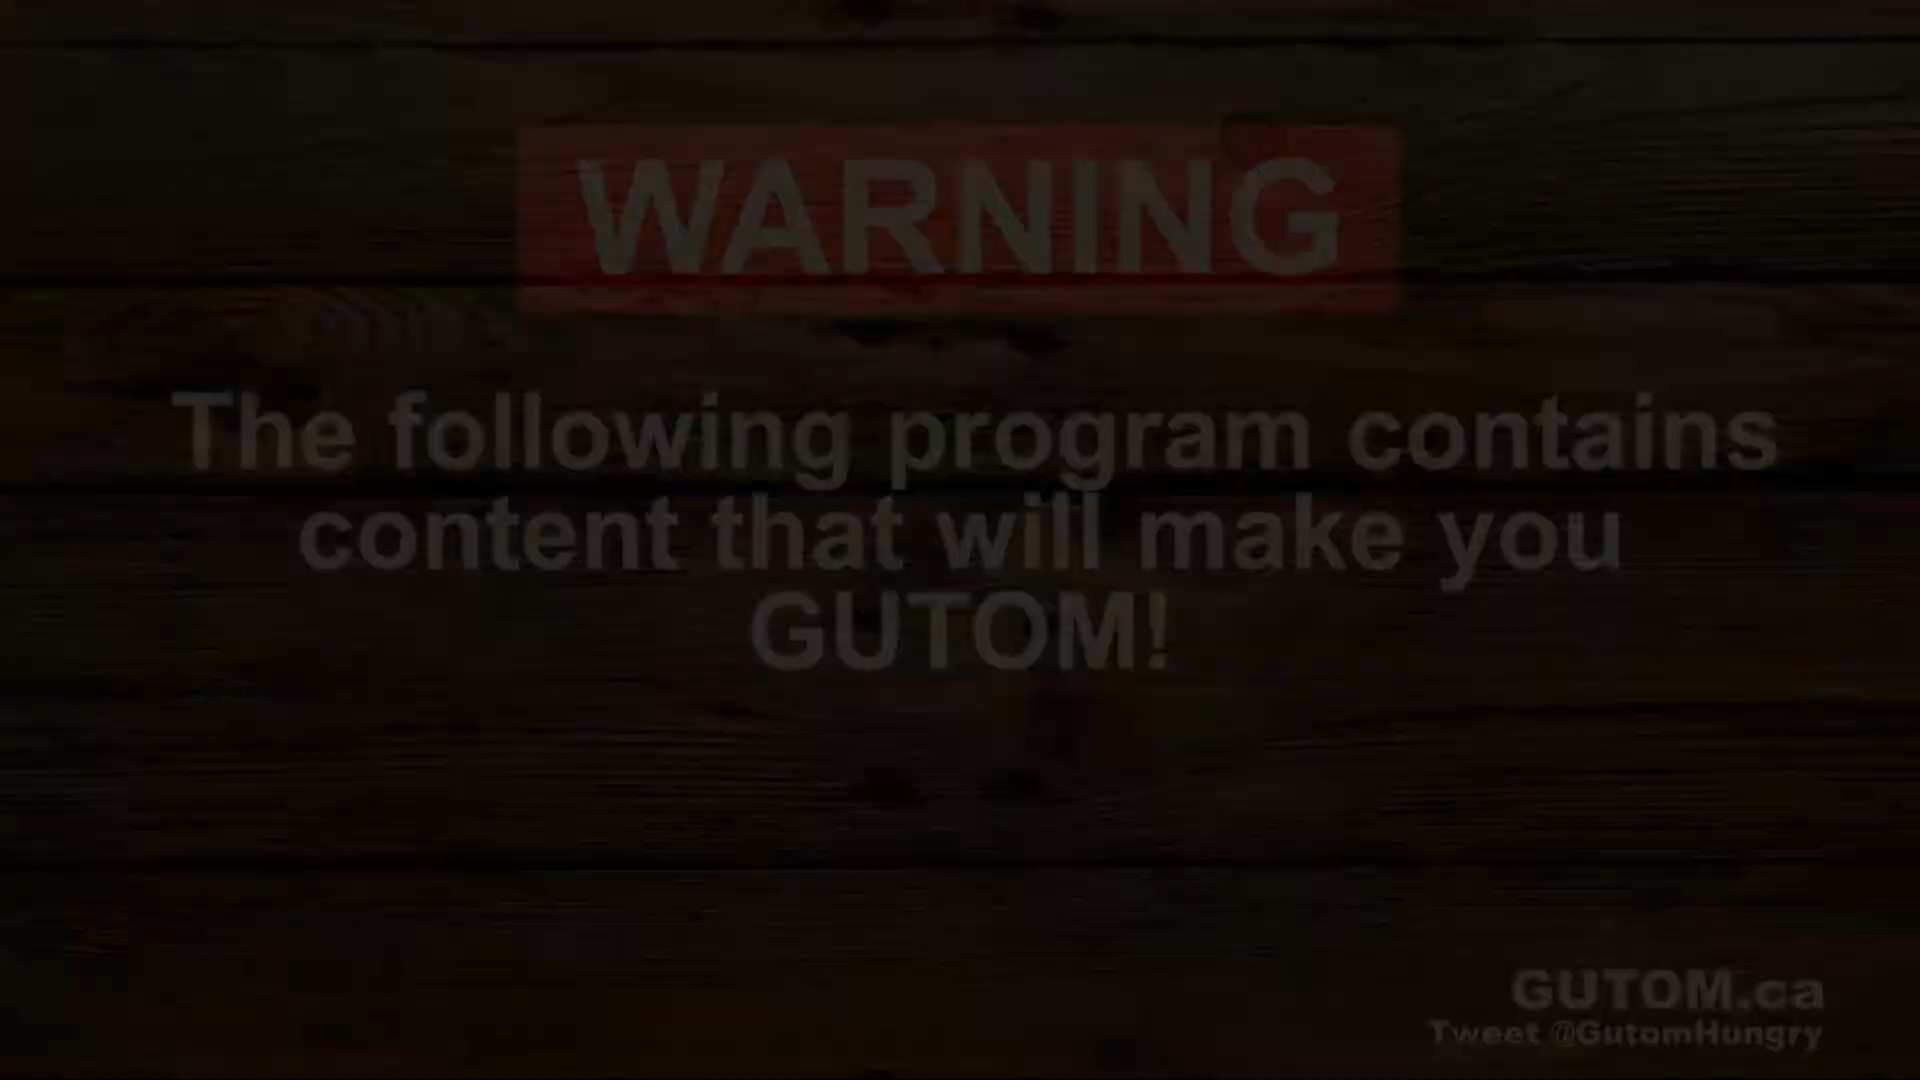 WARNING
The following program contains
content that will make you
GUTOM!
GUTOM.ca
Tweet @GutomHungry